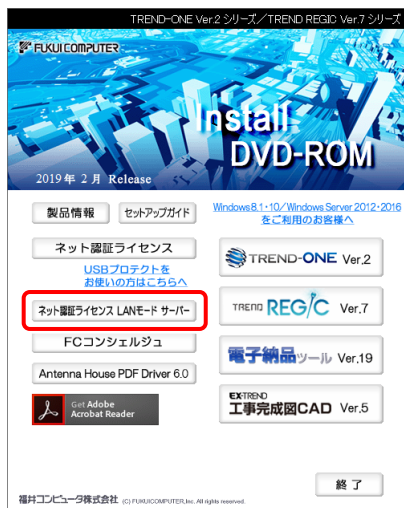 TREND-ONE Ver.2 シリーズ／TREND REGIC Ver.7 シリーズ
FUKUI COMPUTER
Install
DVD-ROM
2019年 2月 Release
製品情報
セットアップガイド
Windows8.1・10／Windows Server 2012・2016
をご利用のお客様へ
ネット認証ライセンス
USBプロテクトを
お使いの方はこちらへ
ネット認証ライセンス LANモード サーバー
FCコンシェルジュ
Antenna House PDF Driver 6.0
Get Adobe
Acrobat Reader
TREND-ONE Ver.2
TREND REGIC Ver.7
電子納品ツール Ver.19
EX-TREND
工事完成図CAD Ver.5
終了
福井コンピュータ株式会社 (C) FUKUICOMPUTER,Inc. All rights reserved.